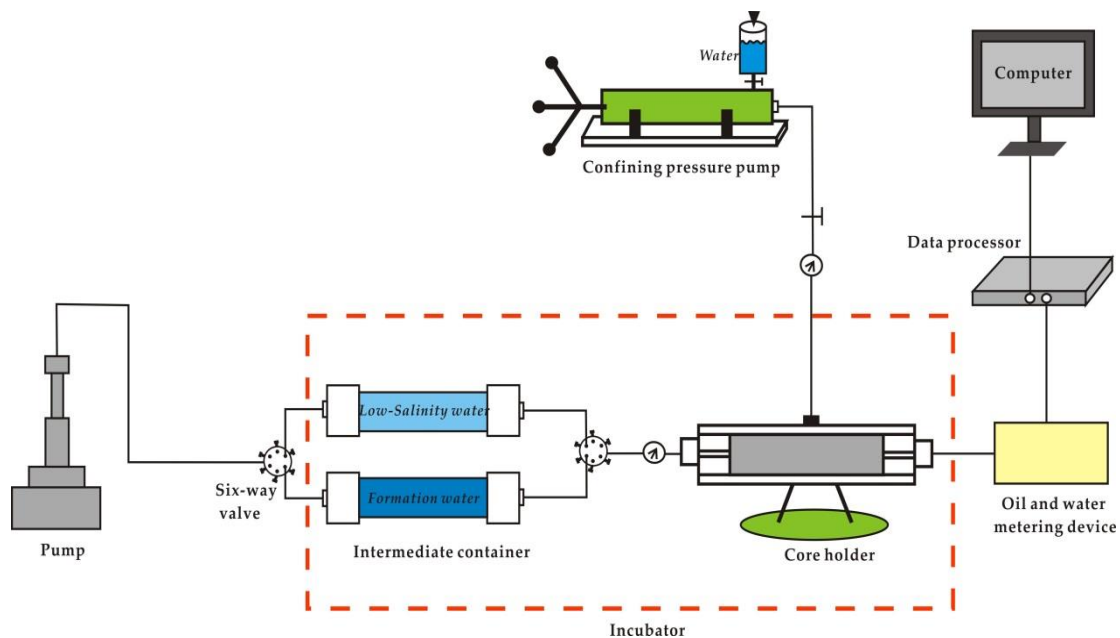 Water
Computer
Confining pressure pump
Data processor
Low-Salinity water
Formation water
Six-way
valve
Pump
Intermediate container
Core holder
Oil and water
metering device
Incubator